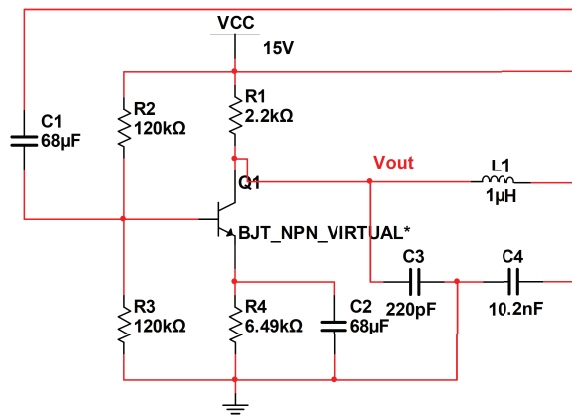 VCC
15V
R1
2.2kΩ
R2
120kΩ
C1
68µF
Vout
L1
1µH
Q1
BJT_NPN_VIRTUAL*
C3
220pF
C4
10.2nF
R3
120kΩ
R4
6.49kΩ
C2
68µF